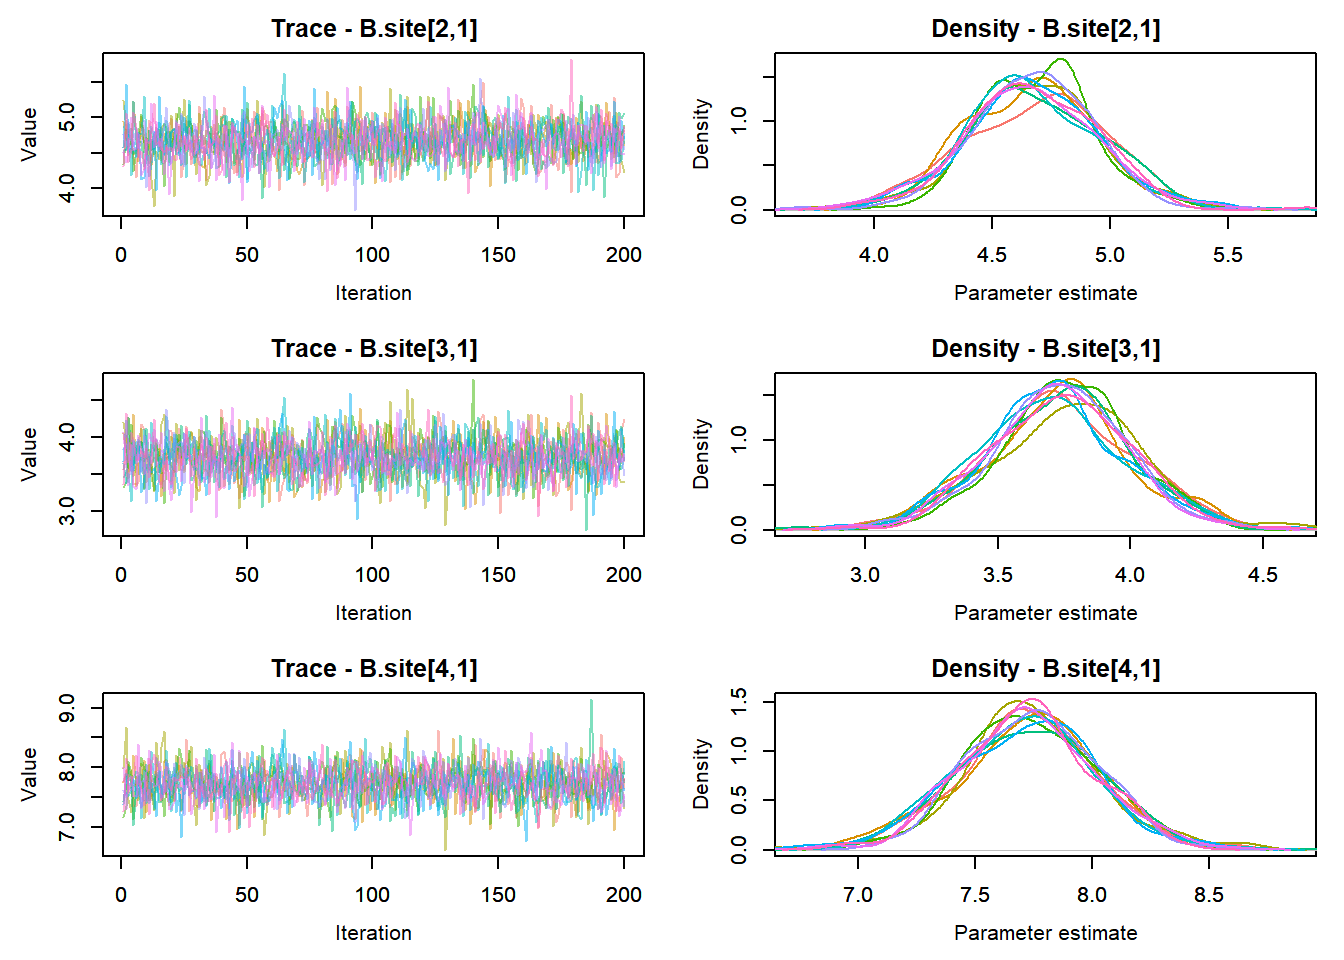 Trace - B.site[2,1]
Value
4.0 5.0
0 50 100 150 200
Iteration
Density - B.site[2,1]
Density
0.0 1.0
4.0 4.5 5.0 5.5
Parameter estimate
Trace - B.site[3,1]
Value
3.0 4.0
0 50 100 150 200
Iteration
Density - B.site[3,1]
Density
0.0 1.0
3.0 3.5 4.0 4.5
Parameter estimate
Trace - B.site[4,1]
Value
7.0 8.0 9.0
0 50 100 150 200
Iteration
Density - B.site[4,1]
Density
0.0 0.5 1.0 1.5
7.0 7.5 8.0 8.5
Parameter estimate